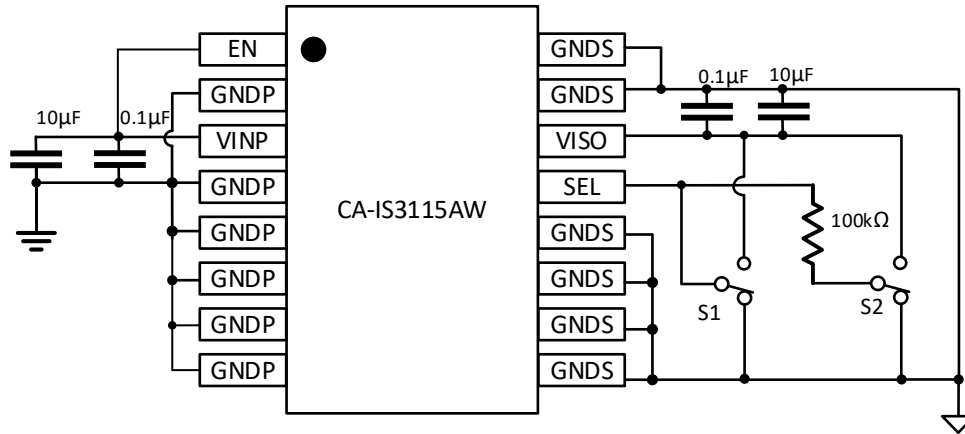 EN
GNDP
VINP
GNDP
GNDP
GNDP
GNDP
GNDP
10µF
0.1µF
CA-IS3115AW
GNDS
GNDS
VISO
SEL
GNDS
GNDS
GNDS
GNDS
0.1µF
10µF
100kΩ
S1
S2